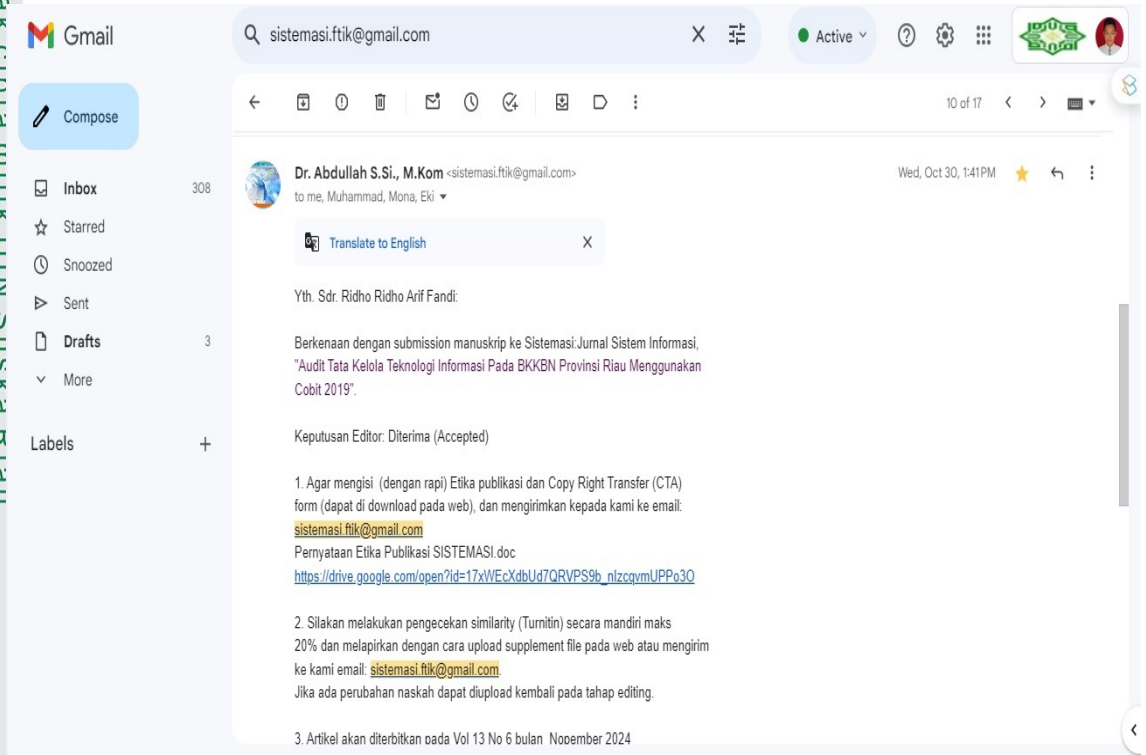 Gmail
sistemasi.ftik@gmail.com
Active
Compose
10 of 17
Inbox 308
Starred
Snoozed
Sent
Drafts 3
More
Labels
Dr. Abdullah S.Si., M.Kom <sistemasi.ftik@gmail.com>
Wed, Oct 30, 1:41 PM
to me, Muhammad, Mona, Eki
Translate to English
Yth. Sdr. Ridho Ridho Arif Fandi:
Berkenaan dengan submission manuskrip ke Sistemasi:Jurnal Sistem Informasi,
"Audit Tata Kelola Teknologi Informasi Pada BKKBN Provinsi Riau Menggunakan
Cobit 2019".
Keputusan Editor: Diterima (Accepted)
1. Agar mengisi (dengan rapi) Etika publikasi dan Copy Right Transfer (CTA)
form (dapat di download pada web), dan mengirimkan kepada kami ke email:
sistemasi.ftik@gmail.com
Pernyataan Etika Publikasi SISTEMASI.doc
https://drive.google.com/open?id=17xWEcXdbUd7QRVPS9b_nIzcqvmUPPo3O
2. Silakan melakukan pengecekan similarity (Turnitin) secara mandiri maks
20% dan melapirkan dengan cara upload supplement file pada web atau mengirim
ke kami email: sistemasi.ftik@gmail.com.
Jika ada perubahan naskah dapat diupload kembali pada tahap editing.
3. Artikel akan diterbitkan pada Vol 13 No 6 bulan Nopember 2024